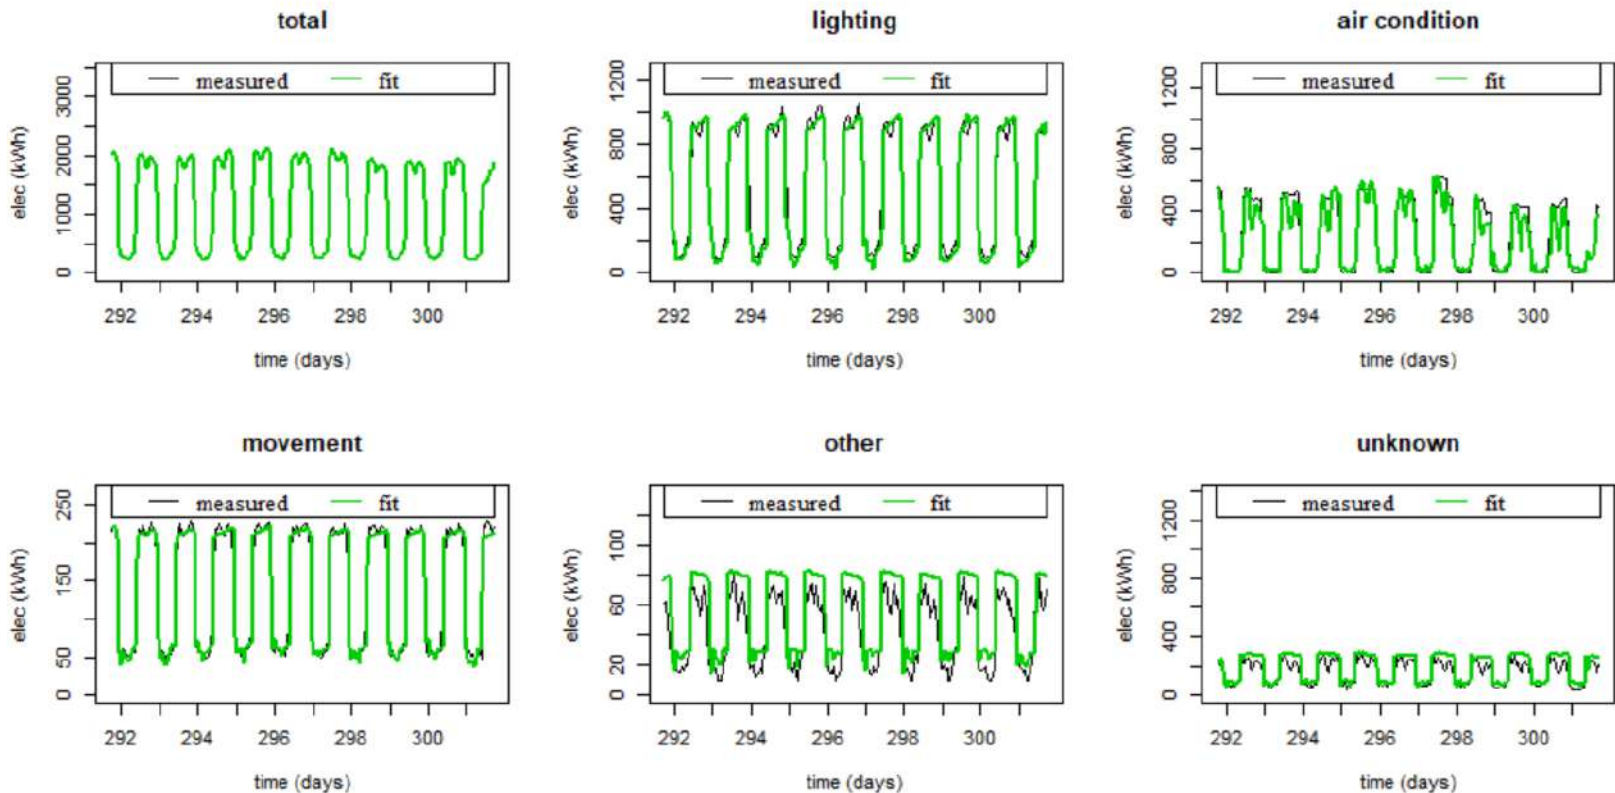 total
elec (kWh)
0 1000 2000 3000
measured fit
292 294 296 298 300
time (days)
lighting
elec (kWh)
0 400 800 1200
measured fit
292 294 296 298 300
time (days)
air condition
elec (kWh)
0 400 800 1200
measured fit
292 294 296 298 300
time (days)
movement
elec (kWh)
0 50 150 250
measured fit
292 294 296 298 300
time (days)
other
elec (kWh)
0 20 60 100
measured fit
292 294 296 298 300
time (days)
unknown
elec (kWh)
0 400 800 1200
measured fit
292 294 296 298 300
time (days)